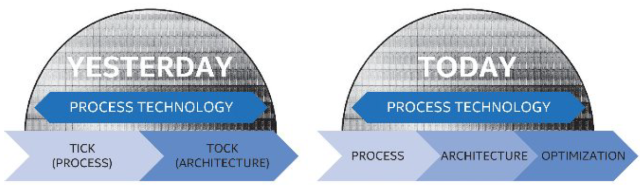 YESTERDAY
PROCESS TECHNOLOGY
TICK
(PROCESS)
TOCK
(ARCHITECTURE)
TODAY
PROCESS TECHNOLOGY
PROCESS
ARCHITECTURE
OPTIMIZATION